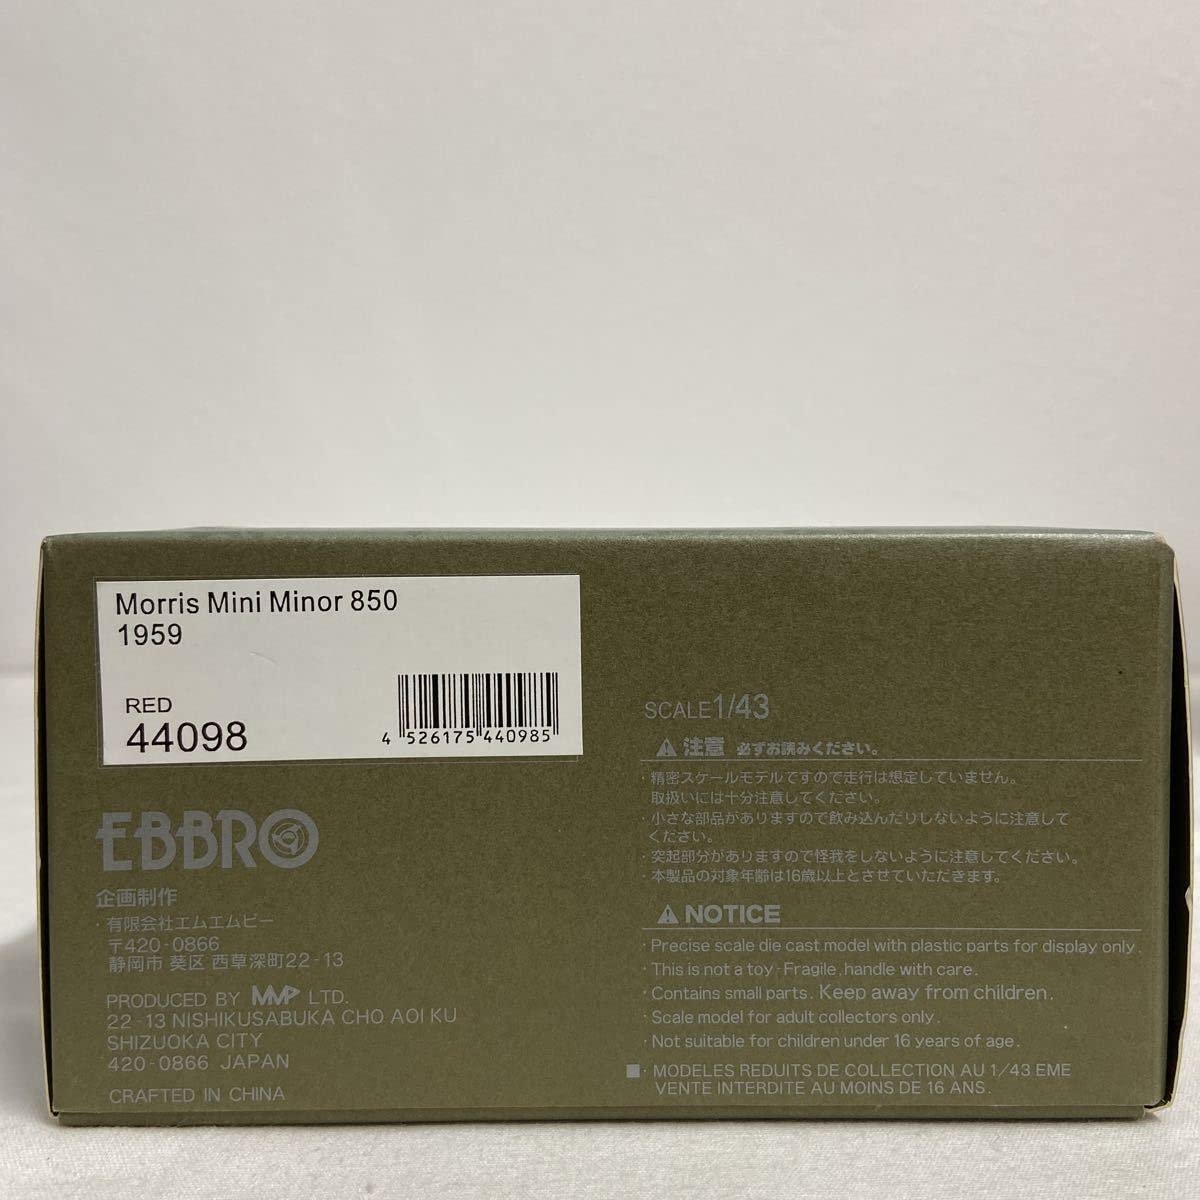 Morris Mini Minor 850
1959
RED
44098
4 526175 440985
EBBRO
企画制作
・有限会社エムエムピー
〒420-0866
静岡市 葵区 西草深町22-13
PRODUCED BY MMP LTD.
22-13 NISHIKUSABUKA CHO AOI KU
SHIZUOKA CITY
420-0866 JAPAN
CRAFTED IN CHINA
SCALE1/43
⚠ 注意 必ずお読みください。
・精密スケールモデルですので走行は想定していません。
取扱いには十分注意してください。
・小さな部品がありますので飲み込んだりしないように注意して
ください。
・突起部分がありますので怪我をしないように注意してください。
・本製品の対象年齢は16歳以上とさせていただきます。
⚠ NOTICE
・Precise scale die cast model with plastic parts for display only.
・This is not a toy・Fragile, handle with care.
・Contains small parts. Keep away from children.
・Scale model for adult collectors only.
・Not suitable for children under 16 years of age.
■・MODELES REDUITS DE COLLECTION AU 1/43 EME
VENTE INTERDITE AU MOINS DE 16 ANS.